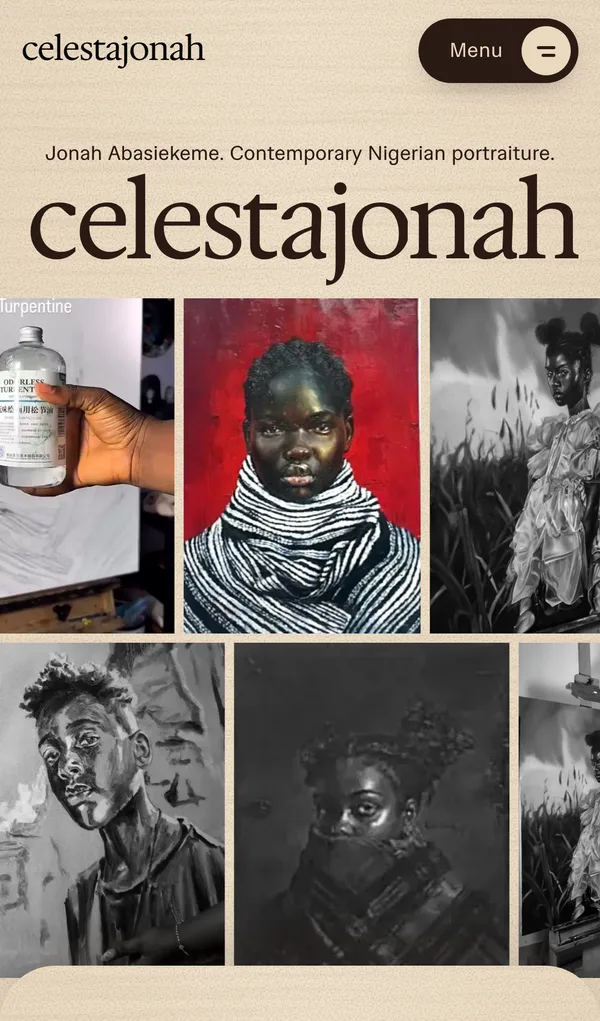 celestajonah
Menu
Jonah Abasiekeme. Contemporary Nigerian portraiture.
celestajonah
Turpentine